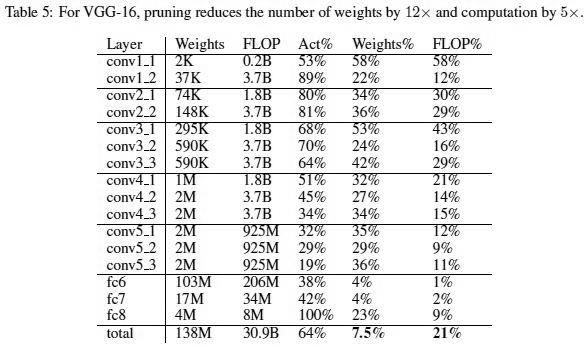 Table 5: For VGG-16, pruning reduces the number of weights by 12× and computation by 5×.
Layer Weights FLOP Act% Weights% FLOP%
conv1_1 2K 0.2B 53% 58% 58%
conv1_2 37K 3.7B 89% 22% 12%
conv2_1 74K 1.8B 80% 34% 30%
conv2_2 148K 3.7B 81% 36% 29%
conv3_1 295K 1.8B 68% 53% 43%
conv3_2 590K 3.7B 70% 24% 16%
conv3_3 590K 3.7B 64% 42% 29%
conv4_1 1M 1.8B 51% 32% 21%
conv4_2 2M 3.7B 45% 27% 14%
conv4_3 2M 3.7B 34% 34% 15%
conv5_1 2M 925M 32% 35% 12%
conv5_2 2M 925M 29% 29% 9%
conv5_3 2M 925M 19% 36% 11%
fc6 103M 206M 38% 4% 1%
fc7 17M 34M 42% 4% 2%
fc8 4M 8M 100% 23% 9%
total 138M 30.9B 64% 7.5% 21%